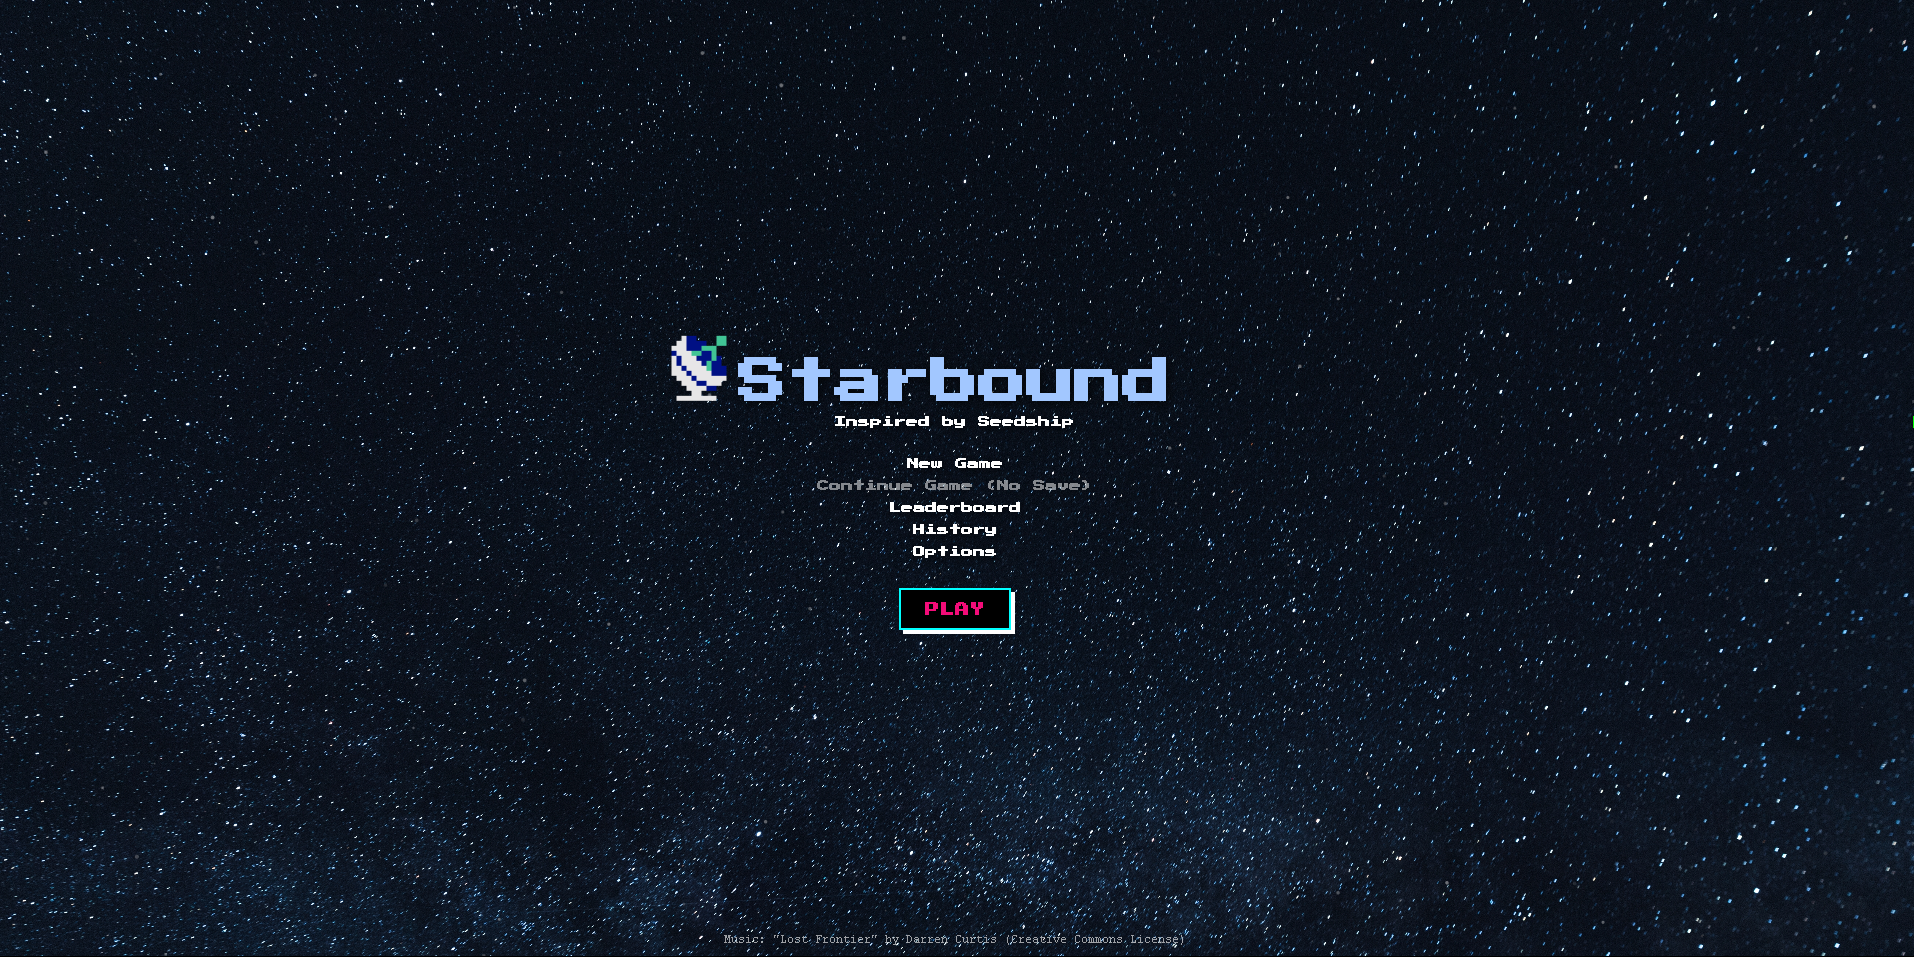 Starbound
Inspired by Seedship
New Game
Continue Game (No Save)
Leaderboard
History
Options
PLAY
Music: "Lost Frontier" by Darren Curtis (Creative Commons License)